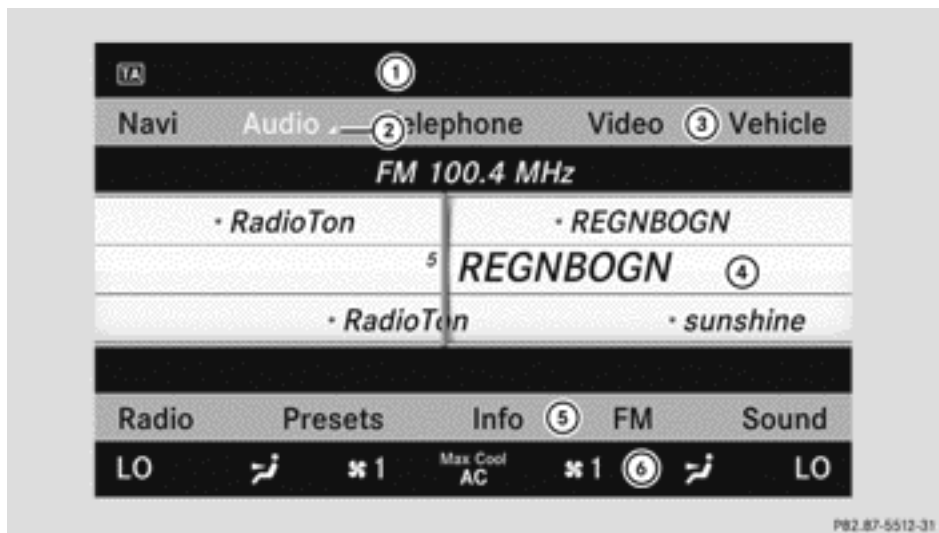 TA 1
Navi Audio 2 elephone Video 3 Vehicle
FM 100.4 MHz
· RadioTon · REGNBOGN
5 REGNBOGN 4
· RadioTon · sunshine
Radio Presets Info 5 FM Sound
LO 1 Max Cool AC 1 6 LO
P82.87-5512-31